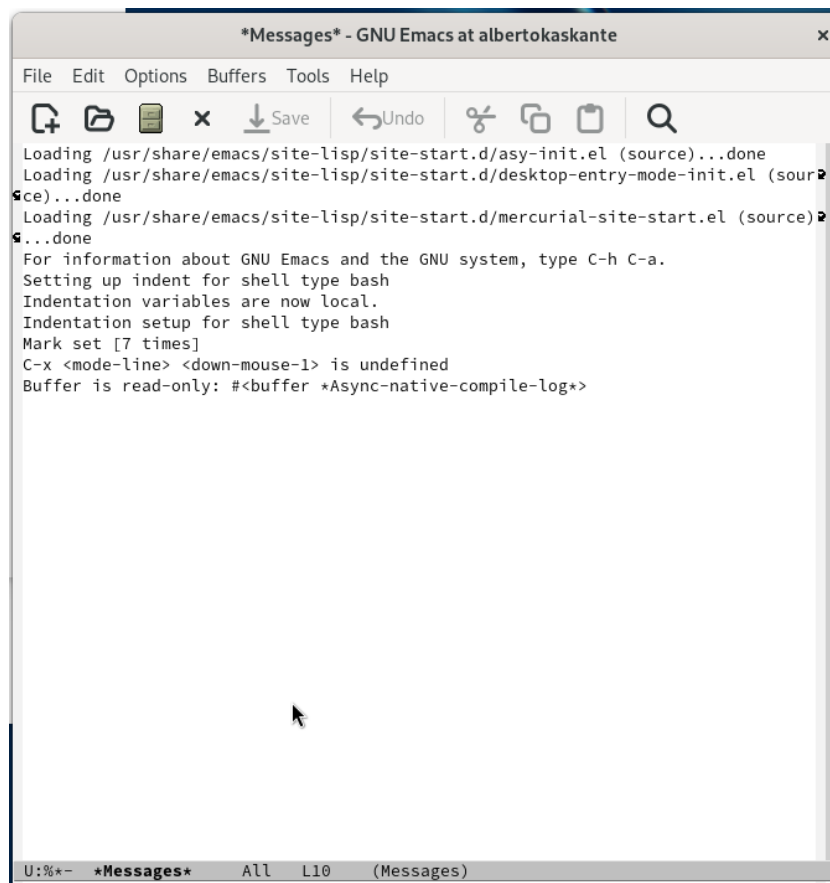 *Messages* - GNU Emacs at albertokaskante
File Edit Options Buffers Tools Help
Save Undo
Loading /usr/share/emacs/site-lisp/site-start.d/asy-init.el (source)...done
Loading /usr/share/emacs/site-lisp/site-start.d/desktop-entry-mode-init.el (sour
ce)...done
Loading /usr/share/emacs/site-lisp/site-start.d/mercurial-site-start.el (source)
...done
For information about GNU Emacs and the GNU system, type C-h C-a.
Setting up indent for shell type bash
Indentation variables are now local.
Indentation setup for shell type bash
Mark set [7 times]
C-x <mode-line> <down-mouse-1> is undefined
Buffer is read-only: #<buffer *Async-native-compile-log*>
U:%*- *Messages* All L10 (Messages)